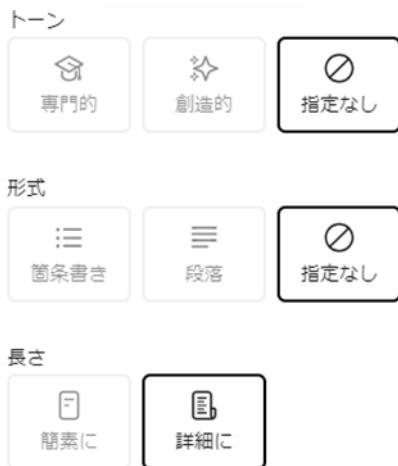 トーン
専門的 創造的 指定なし
形式
箇条書き 段落 指定なし
長さ
簡素に 詳細に